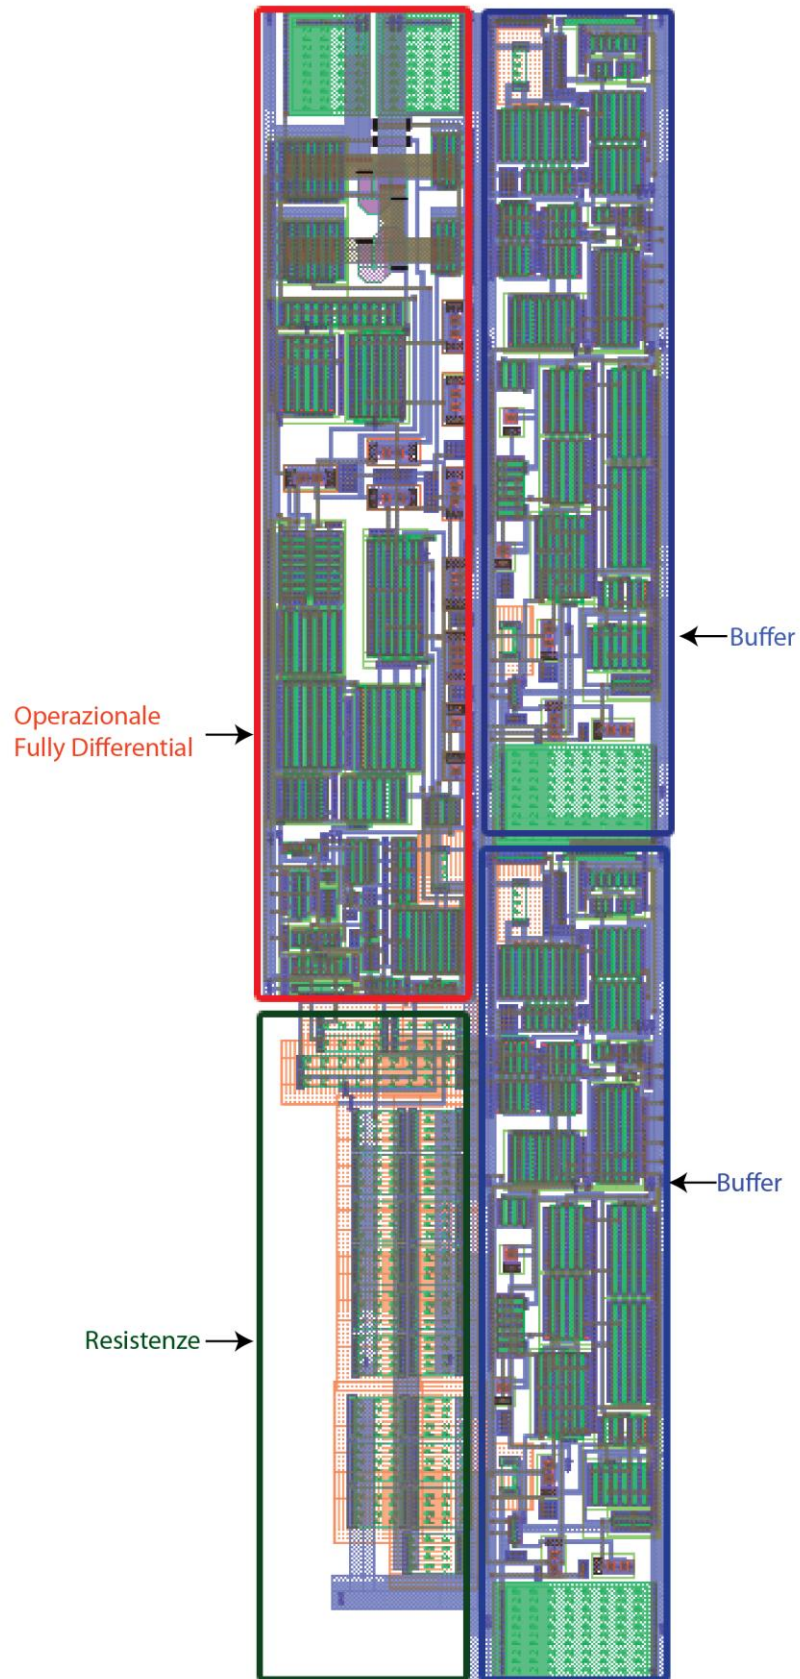 Buffer
Operazionale
Fully Differential
Buffer
Resistenze